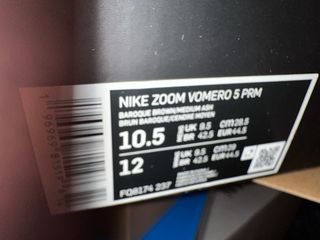 NIKE ZOOM VOMERO 5 PRM
BAROQUE BROWN/MEDIUM ASH
BRUN BAROQUE/CENDRE MOYEN
10.5 UK 9.5 CM 28.5
BR 42.5 EUR 44.5
12 UK 9.5 CM 28.5
BR 42.5 EUR 44.5
FQ8174 237